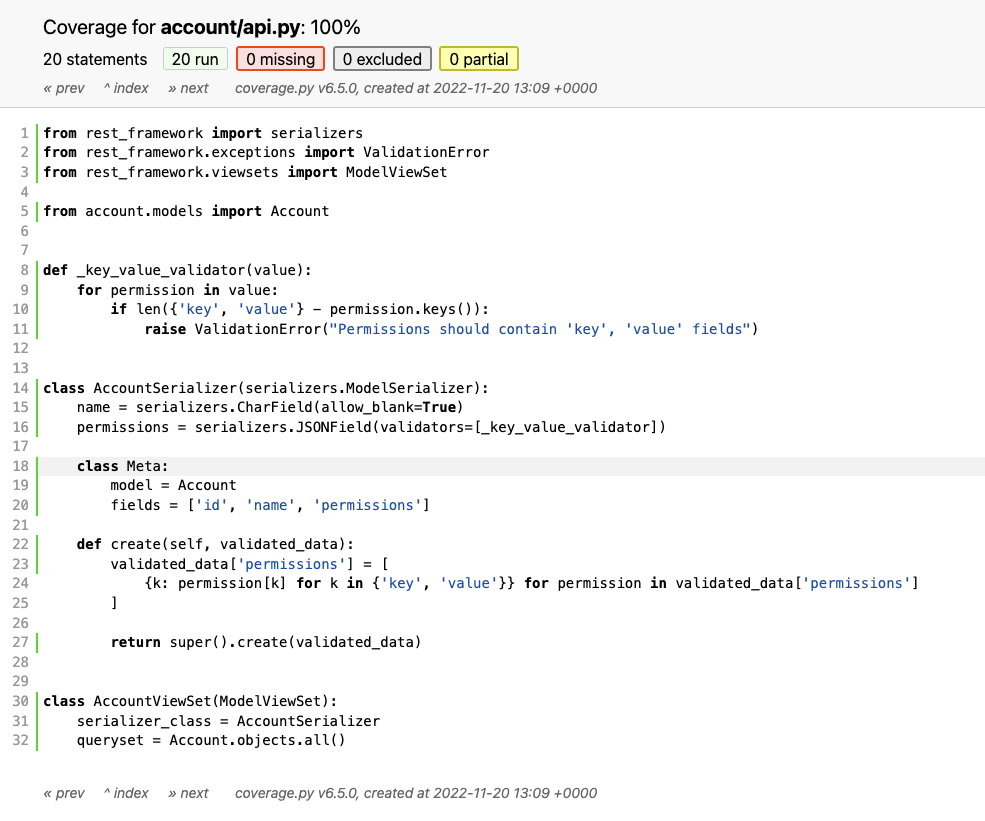 Coverage for account/api.py: 100%
20 statements 20 run 0 missing 0 excluded 0 partial
« prev ^ index » next coverage.py v6.5.0, created at 2022-11-20 13:09 +0000
1 from rest_framework import serializers
2 from rest_framework.exceptions import ValidationError
3 from rest_framework.viewsets import ModelViewSet
4
5 from account.models import Account
6
7
8 def _key_value_validator(value):
9     for permission in value:
10         if len({'key', 'value'} - permission.keys()):
11             raise ValidationError("Permissions should contain 'key', 'value' fields")
12
13
14 class AccountSerializer(serializers.ModelSerializer):
15     name = serializers.CharField(allow_blank=True)
16     permissions = serializers.JSONField(validators=[_key_value_validator])
17
18     class Meta:
19         model = Account
20         fields = ['id', 'name', 'permissions']
21
22     def create(self, validated_data):
23         validated_data['permissions'] = [
24             {k: permission[k] for k in {'key', 'value'}} for permission in validated_data['permissions']
25         ]
26
27         return super().create(validated_data)
28
29
30 class AccountViewSet(ModelViewSet):
31     serializer_class = AccountSerializer
32     queryset = Account.objects.all()
« prev ^ index » next coverage.py v6.5.0, created at 2022-11-20 13:09 +0000